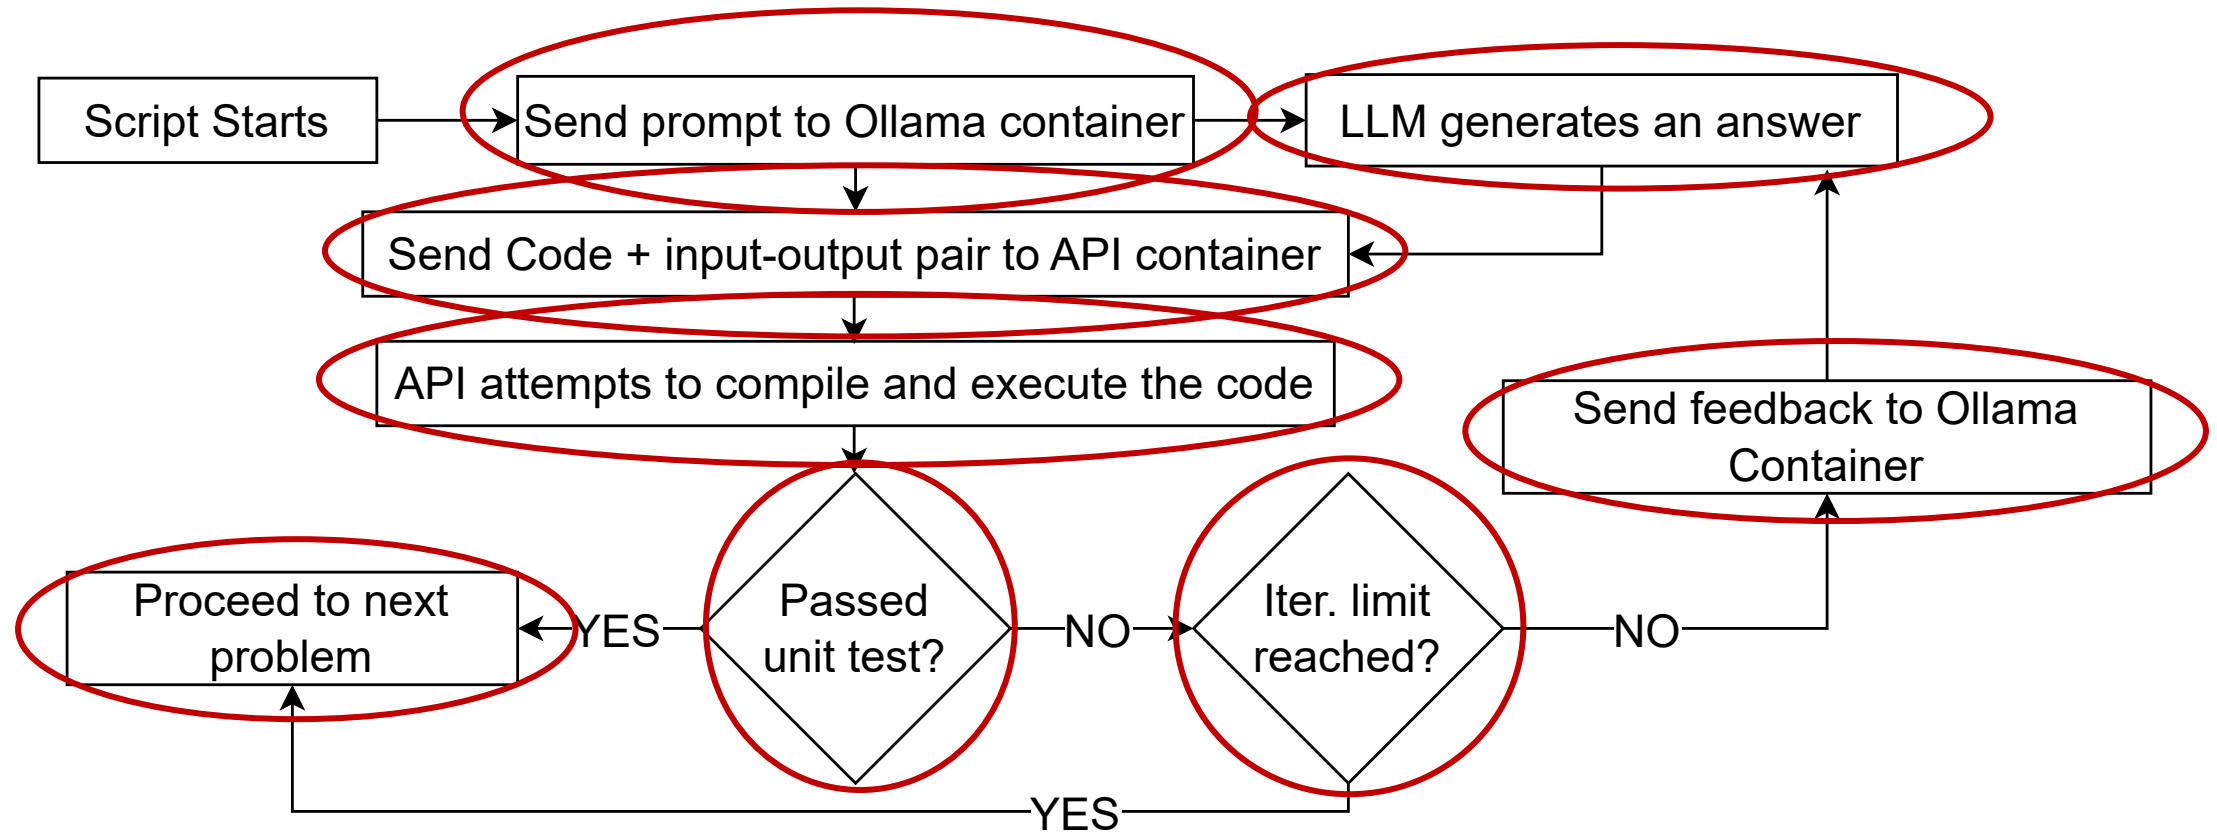 Script Starts
Send prompt to Ollama container
LLM generates an answer
Send Code + input-output pair to API container
API attempts to compile and execute the code
Send feedback to Ollama
Container
Proceed to next
problem
YES
Passed
unit test?
NO
Iter. limit
reached?
NO
YES